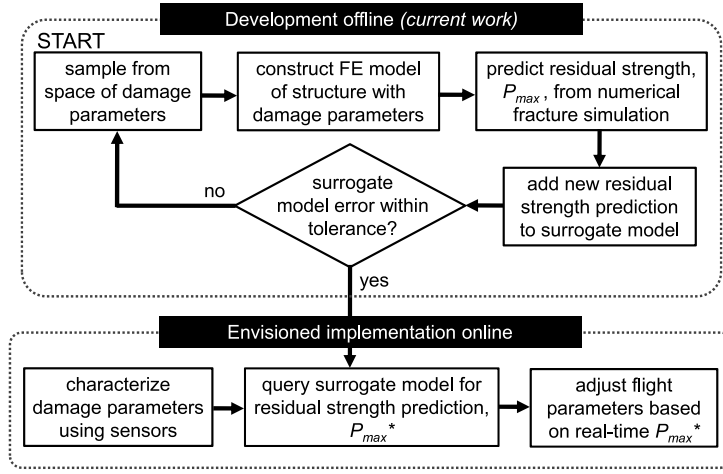 Development offline (current work)
START
sample from
space of damage
parameters
construct FE model
of structure with
damage parameters
predict residual strength,
Pmax, from numerical
fracture simulation
add new residual
strength prediction
to surrogate model
surrogate
model error within
tolerance?
no
yes
Envisioned implementation online
characterize
damage parameters
using sensors
query surrogate model for
residual strength prediction,
Pmax*
adjust flight
parameters based
on real-time Pmax*